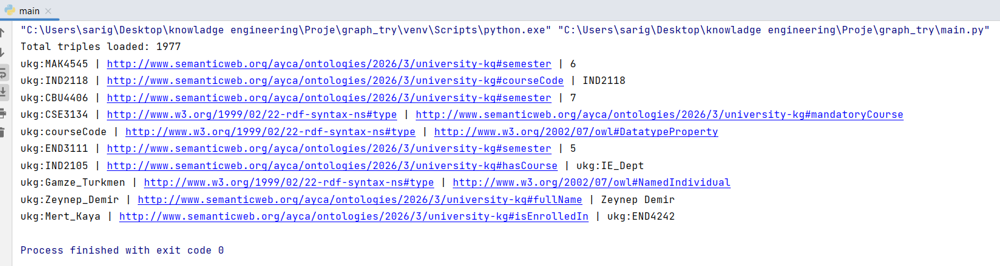 main
"C:\Users\sarig\Desktop\knowladge engineering\Proje\graph_try\venv\Scripts\python.exe" "C:\Users\sarig\Desktop\knowladge engineering\Proje\graph_try\main.py"
Total triples loaded: 1977
ukg:MAK4545 | http://www.semanticweb.org/ayca/ontologies/2026/3/university-kg#semester | 6
ukg:IND2118 | http://www.semanticweb.org/ayca/ontologies/2026/3/university-kg#courseCode | IND2118
ukg:CBU4406 | http://www.semanticweb.org/ayca/ontologies/2026/3/university-kg#semester | 7
ukg:CSE3134 | http://www.w3.org/1999/02/22-rdf-syntax-ns#type | http://www.semanticweb.org/ayca/ontologies/2026/3/university-kg#mandatoryCourse
ukg:courseCode | http://www.w3.org/1999/02/22-rdf-syntax-ns#type | http://www.w3.org/2002/07/owl#DatatypeProperty
ukg:END3111 | http://www.semanticweb.org/ayca/ontologies/2026/3/university-kg#semester | 5
ukg:IND2105 | http://www.semanticweb.org/ayca/ontologies/2026/3/university-kg#hasCourse | ukg:IE_Dept
ukg:Gamze_Turkmen | http://www.w3.org/1999/02/22-rdf-syntax-ns#type | http://www.w3.org/2002/07/owl#NamedIndividual
ukg:Zeynep_Demir | http://www.semanticweb.org/ayca/ontologies/2026/3/university-kg#fullName | Zeynep Demir
ukg:Mert_Kaya | http://www.semanticweb.org/ayca/ontologies/2026/3/university-kg#isEnrolledIn | ukg:END4242
Process finished with exit code 0